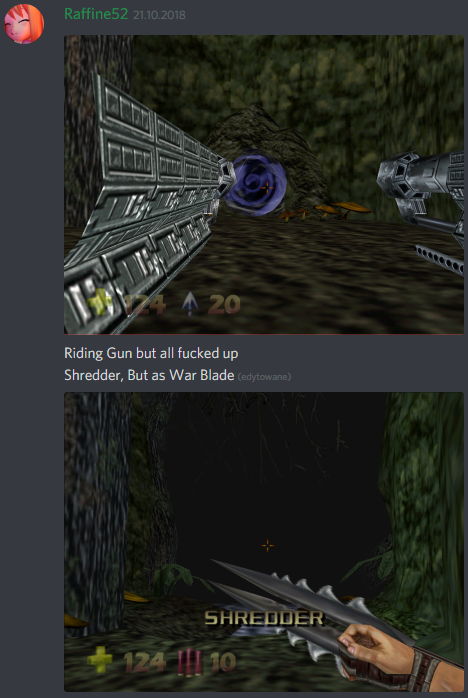 Raffine52 21.10.2018
124 20
Riding Gun but all fucked up
Shredder, But as War Blade (edytowane)
SHREDDER
124 10